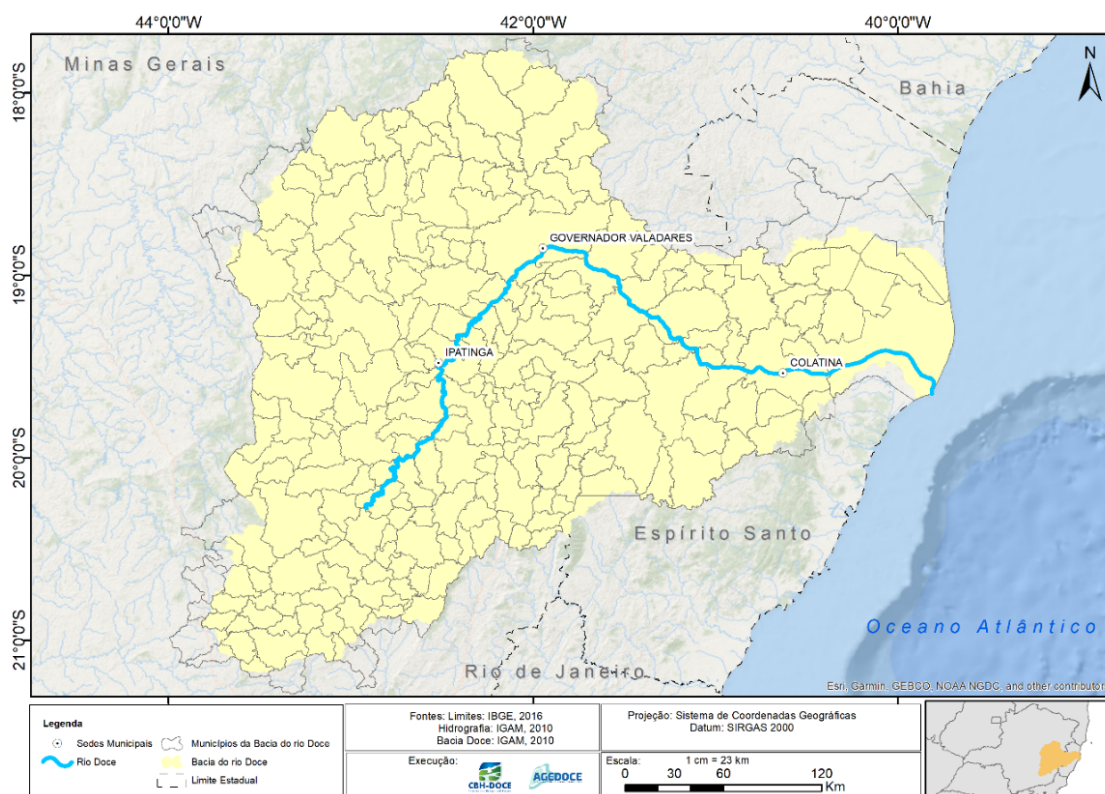 44°0'0"W 42°0'0"W 40°0'0"W
18°0'0"S
19°0'0"S
20°0'0"S
21°0'0"S
Minas Gerais
Bahia
N
GOVERNADOR VALADARES
IPATINGA
COLATINA
Espírito Santo
Oceano Atlântico
Rio de Janeiro
Esri, Garmin, GEBCO, NOAA NGDC, and other contributor
Legenda
Sedes Municipais
Rio Doce
Municípios da Bacia do rio Doce
Bacia do rio Doce
Limite Estadual
Fontes: Limites: IBGE, 2016
Hidrografia: IGAM, 2010
Bacia Doce: IGAM, 2010
Execução:
CBH-DOCE
AGEDOCE
Projeção: Sistema de Coordenadas Geográficas
Datum: SIRGAS 2000
Escala: 1 cm = 23 km
0 30 60 120
Km